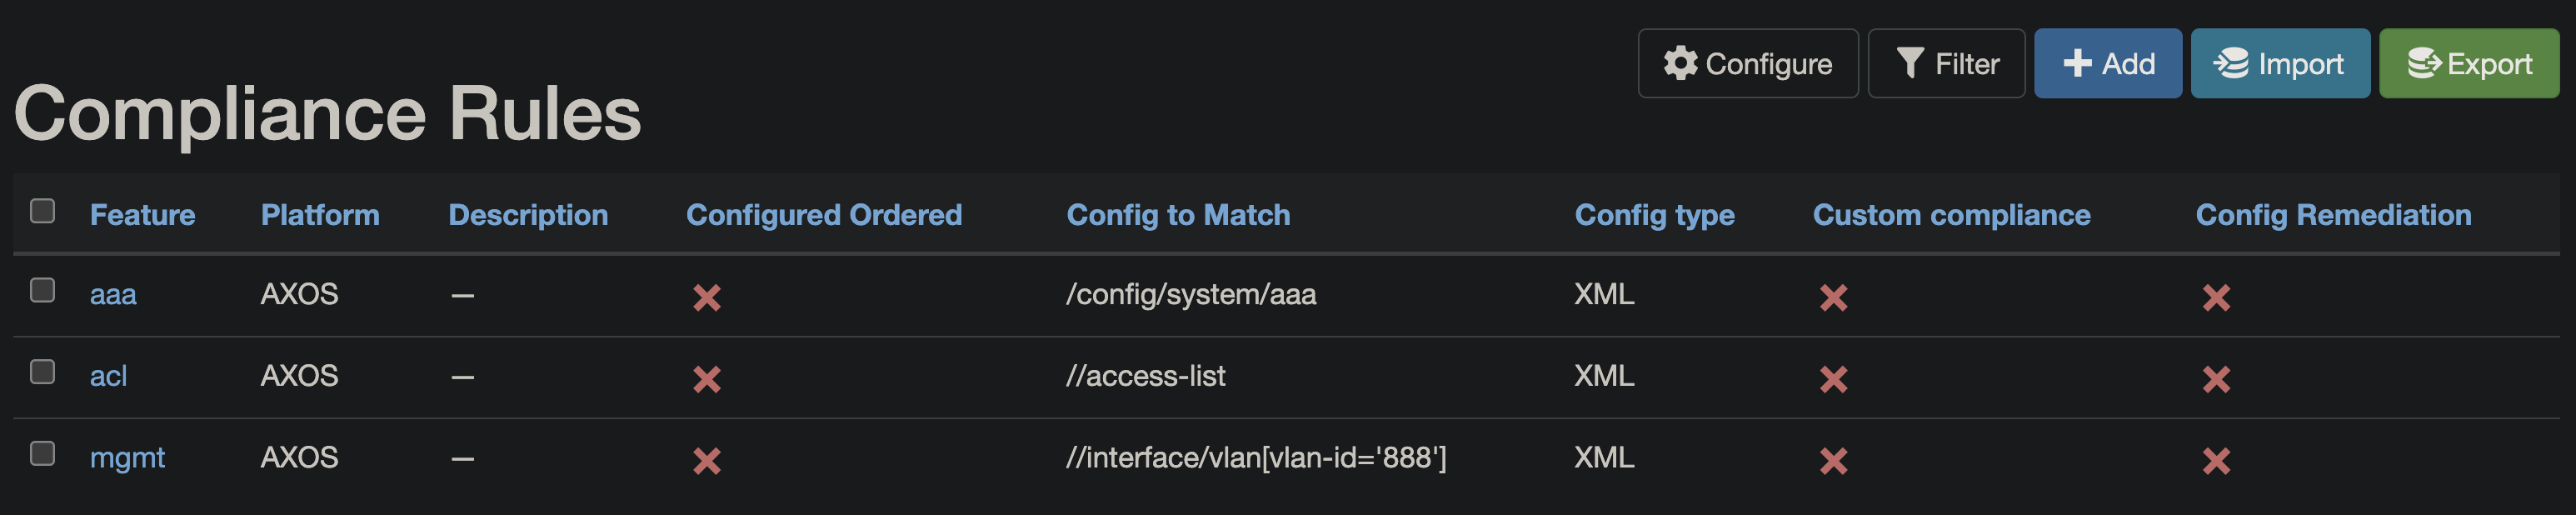 Configure Filter Add Import Export
Compliance Rules
Feature Platform Description Configured Ordered Config to Match Config type Custom compliance Config Remediation
aaa AXOS — /config/system/aaa XML
acl AXOS — //access-list XML
mgmt AXOS — //interface/vlan[vlan-id='888'] XML